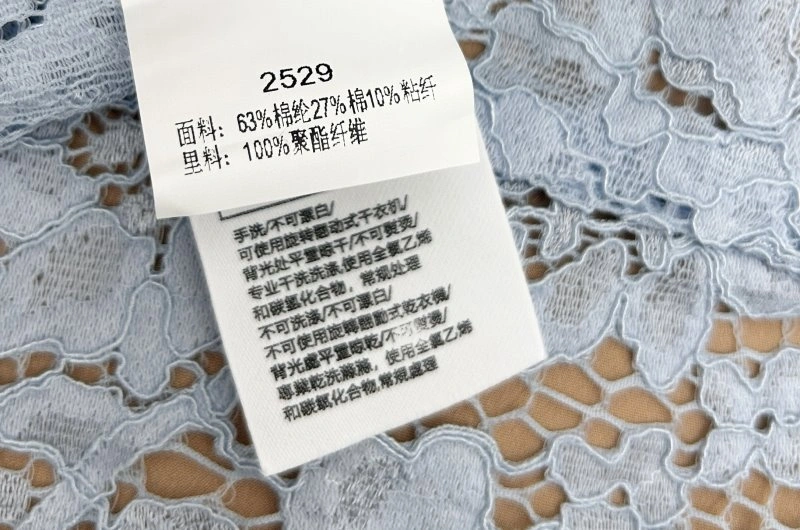 2529
面料：63%棉纶27%棉10%粘纤
里料：100%聚酯纤维
手洗/不可漂白/
可使用旋转翻动式干衣机/
背光处平置晾干/不可熨烫/
专业干洗洗涤,使用全氯乙烯
和碳氢化合物，常规处理
不可洗涤/不可漂白/
不可使用旋转翻動式乾衣機/
背光處平置晾乾/不可熨燙/
專業乾洗洗滌，使用全氯乙烯
和碳氫化合物,常規處理